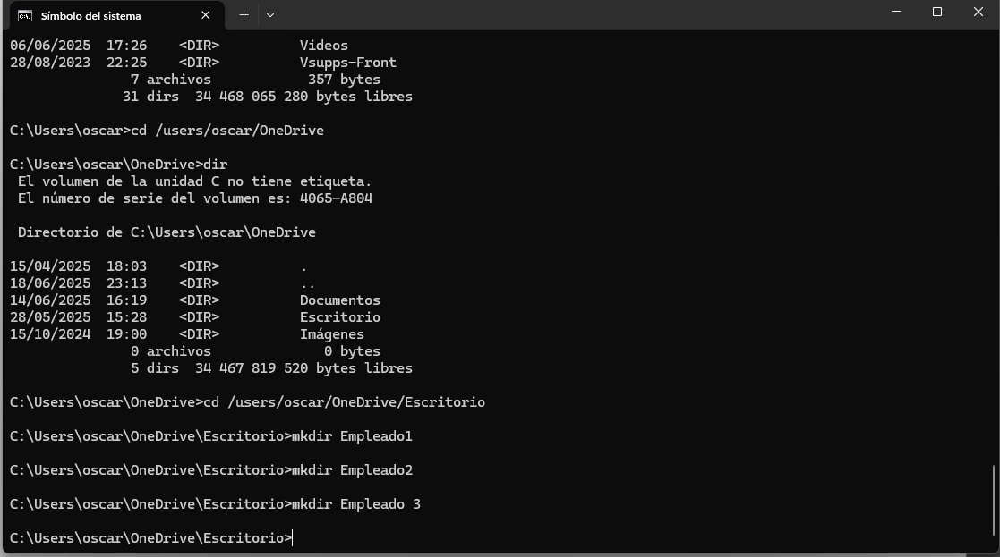 Símbolo del sistema
06/06/2025  17:26    <DIR>          Videos
28/08/2023  22:25    <DIR>          Vsupps-Front
               7 archivos            357 bytes
              31 dirs  34 468 065 280 bytes libres
C:\Users\oscar>cd /users/oscar/OneDrive
C:\Users\oscar\OneDrive>dir
 El volumen de la unidad C no tiene etiqueta.
 El número de serie del volumen es: 4065-A804
 Directorio de C:\Users\oscar\OneDrive
15/04/2025  18:03    <DIR>          .
18/06/2025  23:13    <DIR>          ..
14/06/2025  16:19    <DIR>          Documentos
28/05/2025  15:28    <DIR>          Escritorio
15/10/2024  19:00    <DIR>          Imágenes
               0 archivos              0 bytes
               5 dirs  34 467 819 520 bytes libres
C:\Users\oscar\OneDrive>cd /users/oscar/OneDrive/Escritorio
C:\Users\oscar\OneDrive\Escritorio>mkdir Empleado1
C:\Users\oscar\OneDrive\Escritorio>mkdir Empleado2
C:\Users\oscar\OneDrive\Escritorio>mkdir Empleado 3
C:\Users\oscar\OneDrive\Escritorio>